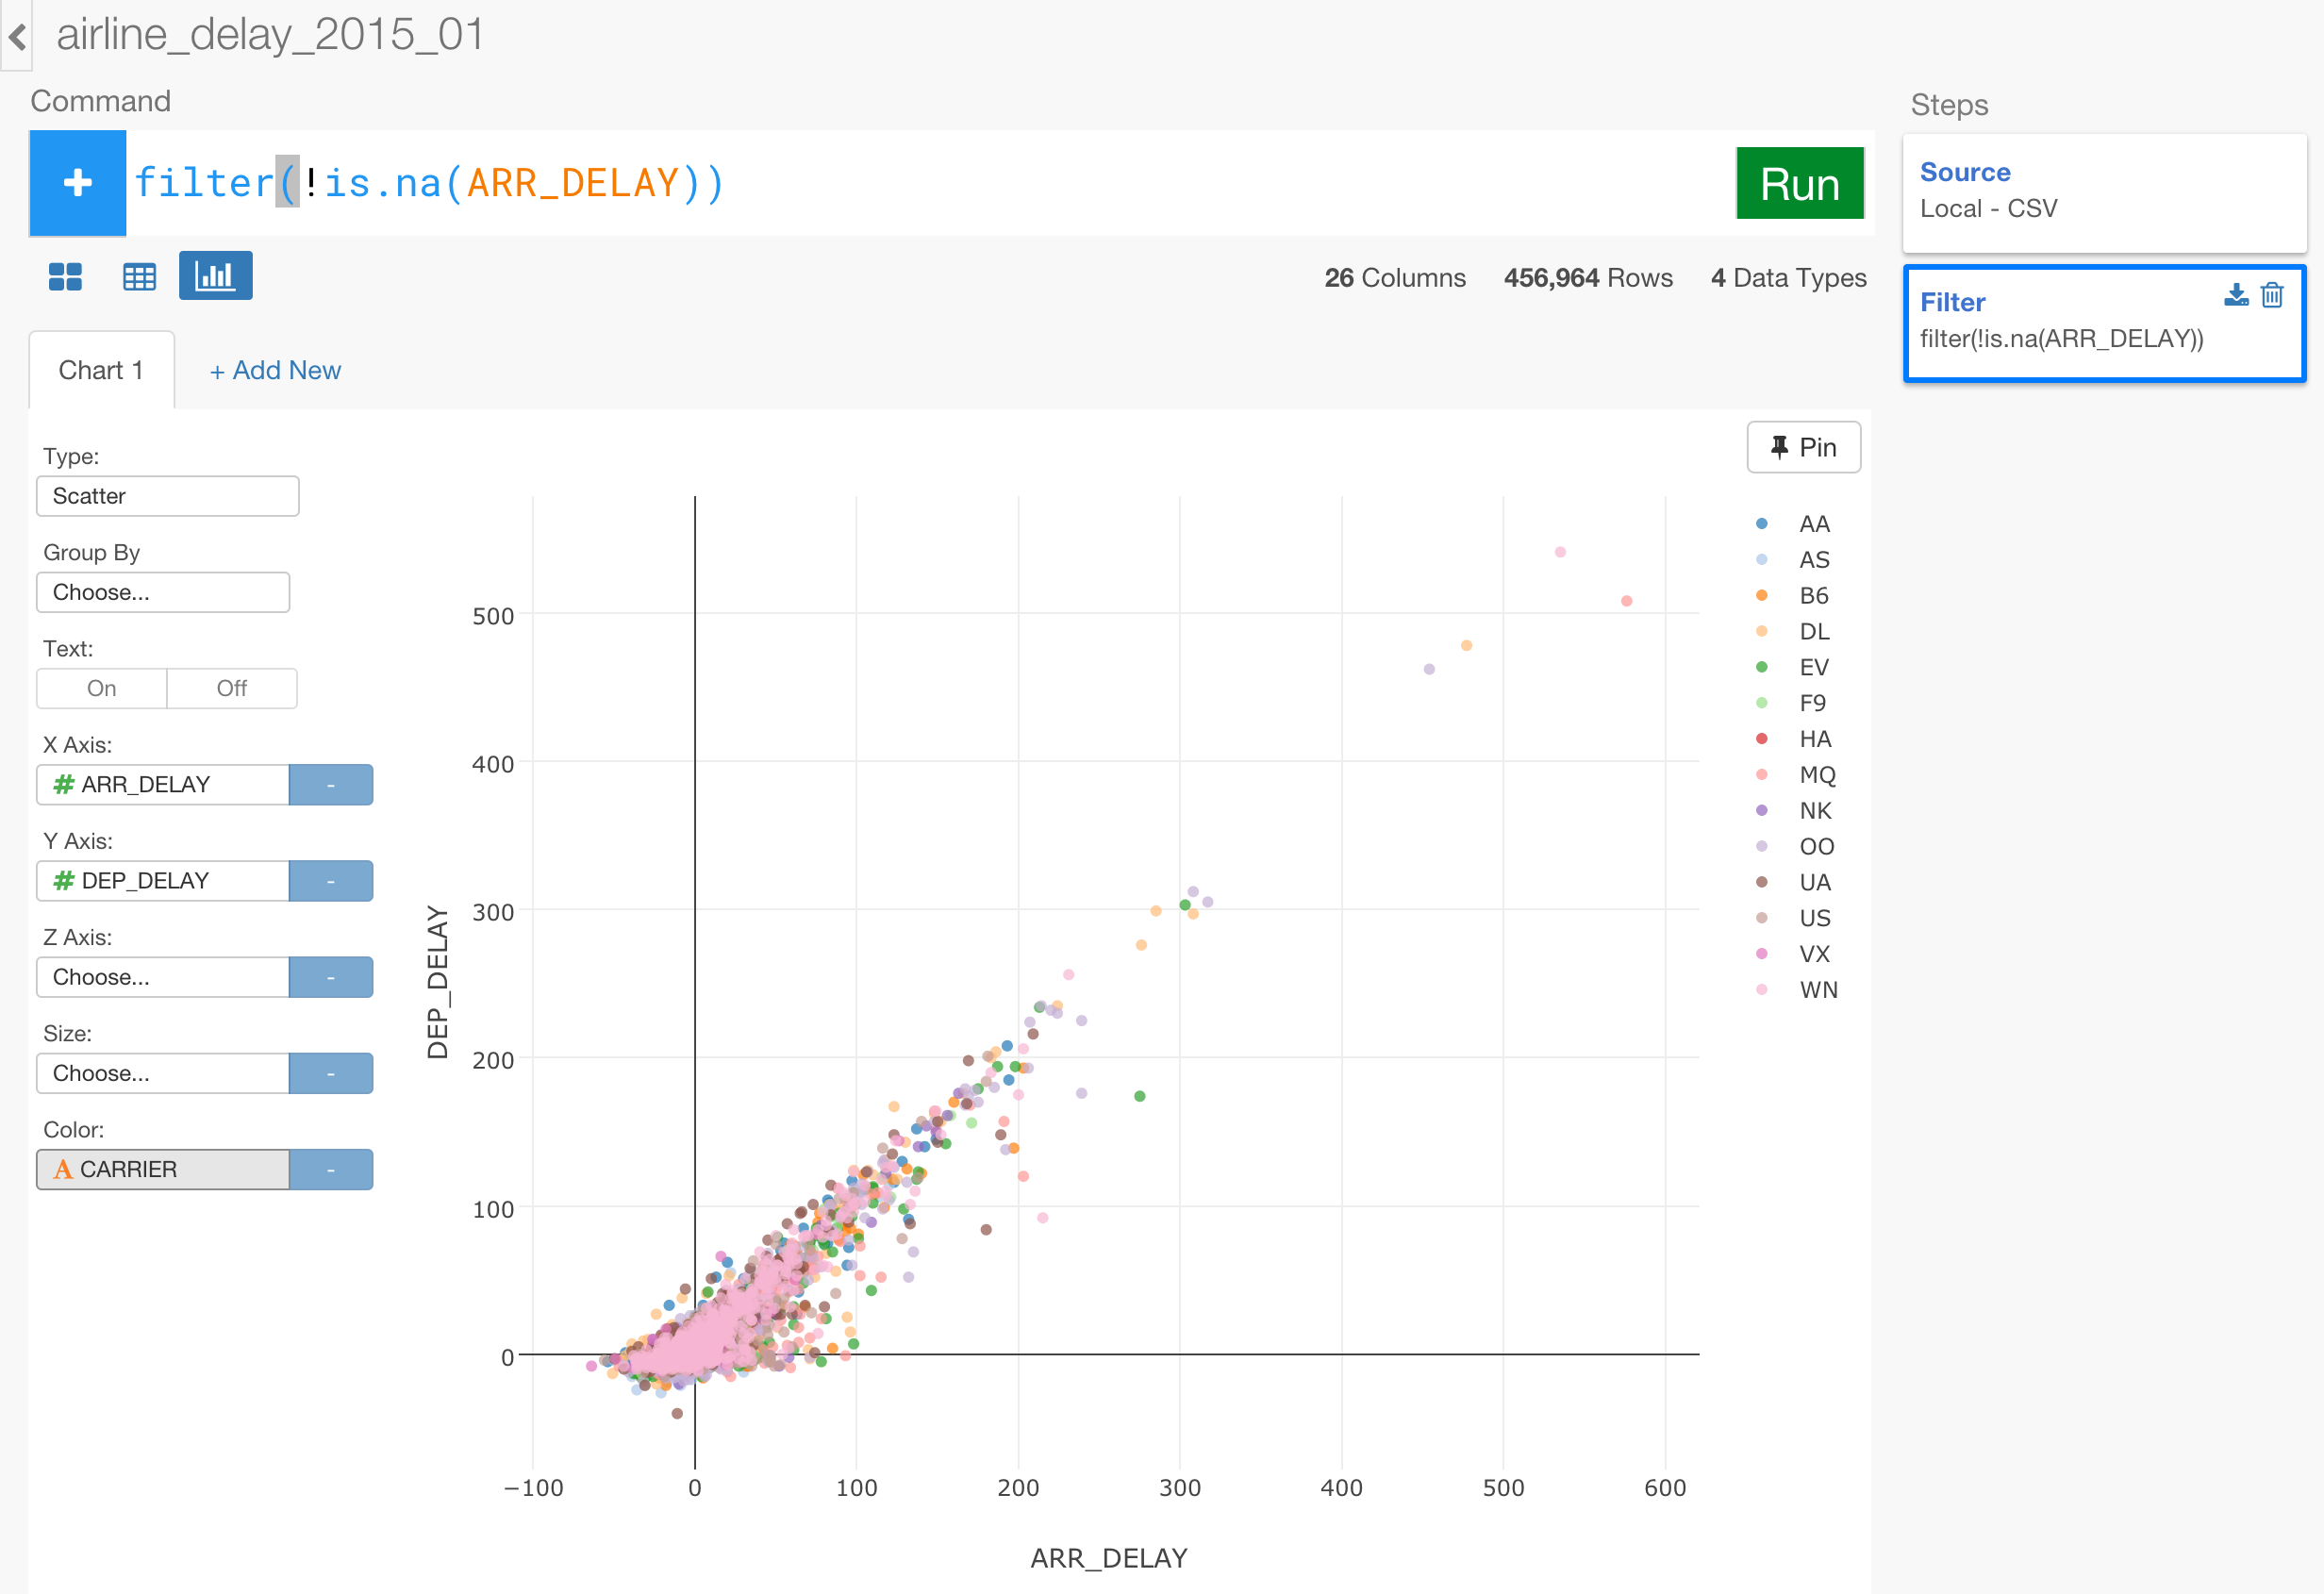 airline_delay_2015_01
Command
+ filter(!is.na(ARR_DELAY))
Run
26 Columns 456,964 Rows 4 Data Types
Chart 1
+ Add New
Type:
Scatter
Group By
Choose...
Text:
On Off
X Axis:
# ARR_DELAY -
Y Axis:
# DEP_DELAY -
Z Axis:
Choose... -
Size:
Choose... -
Color:
A CARRIER -
Pin
500
400
300
200
100
0
DEP_DELAY
−100 0 100 200 300 400 500 600
ARR_DELAY
AA
AS
B6
DL
EV
F9
HA
MQ
NK
OO
UA
US
VX
WN
Steps
Source
Local - CSV
Filter
filter(!is.na(ARR_DELAY))